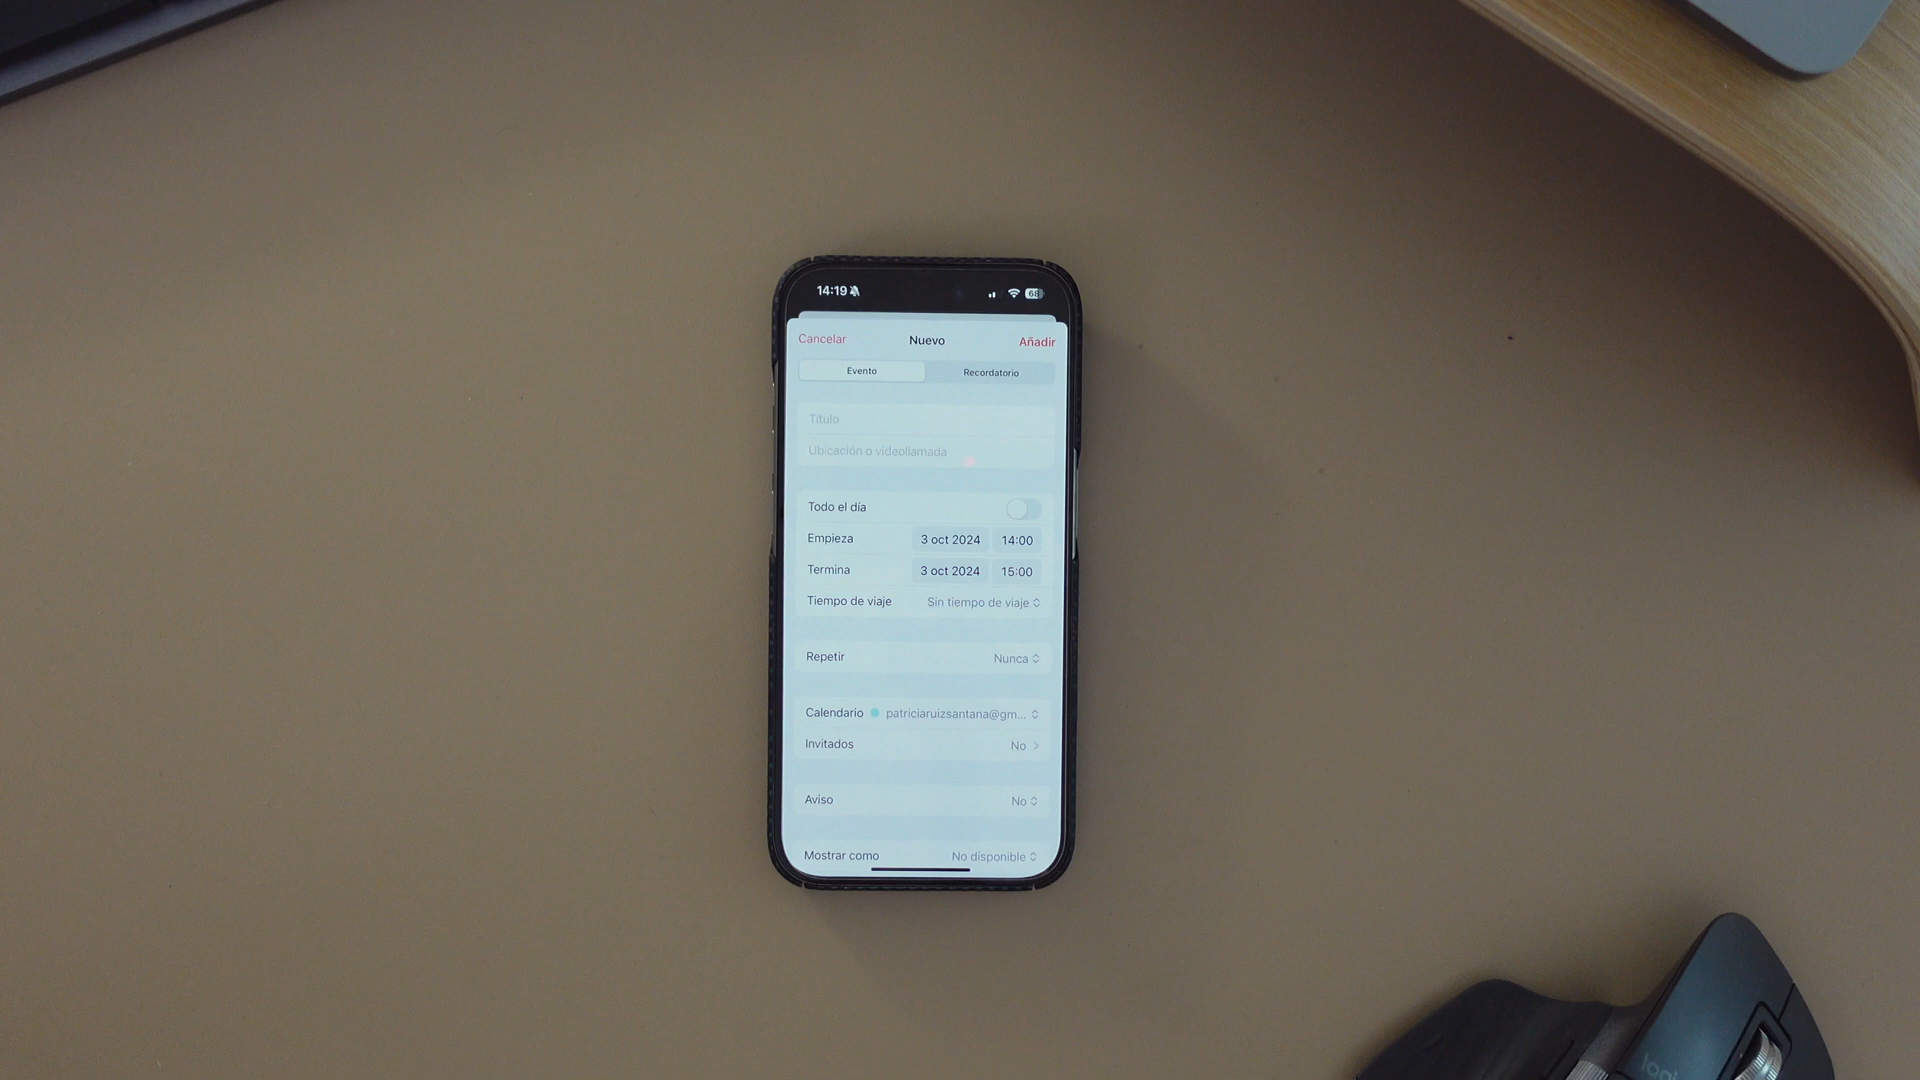 14:19 68
Cancelar Nuevo Añadir
Evento Recordatorio
Título
Ubicación o videollamada
Todo el día
Empieza 3 oct 2024 14:00
Termina 3 oct 2024 15:00
Tiempo de viaje Sin tiempo de viaje
Repetir Nunca
Calendario patriciaruizsantana@gm...
Invitados No
Aviso No
Mostrar como No disponible